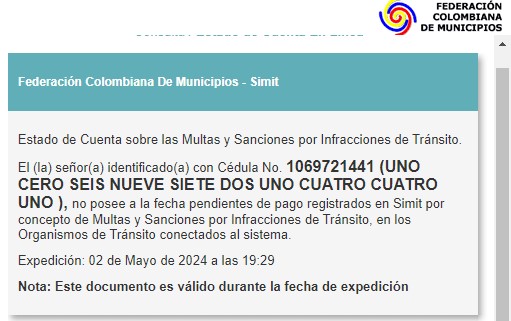 FEDERACIÓN
COLOMBIANA
DE MUNICIPIOS
Federación Colombiana De Municipios - Simit
Estado de Cuenta sobre las Multas y Sanciones por Infracciones de Tránsito.
El (la) señor(a) identificado(a) con Cédula No. 1069721441 (UNO
CERO SEIS NUEVE SIETE DOS UNO CUATRO CUATRO
UNO ), no posee a la fecha pendientes de pago registrados en Simit por
concepto de Multas y Sanciones por Infracciones de Tránsito, en los
Organismos de Tránsito conectados al sistema.
Expedición: 02 de Mayo de 2024 a las 19:29
Nota: Este documento es válido durante la fecha de expedición